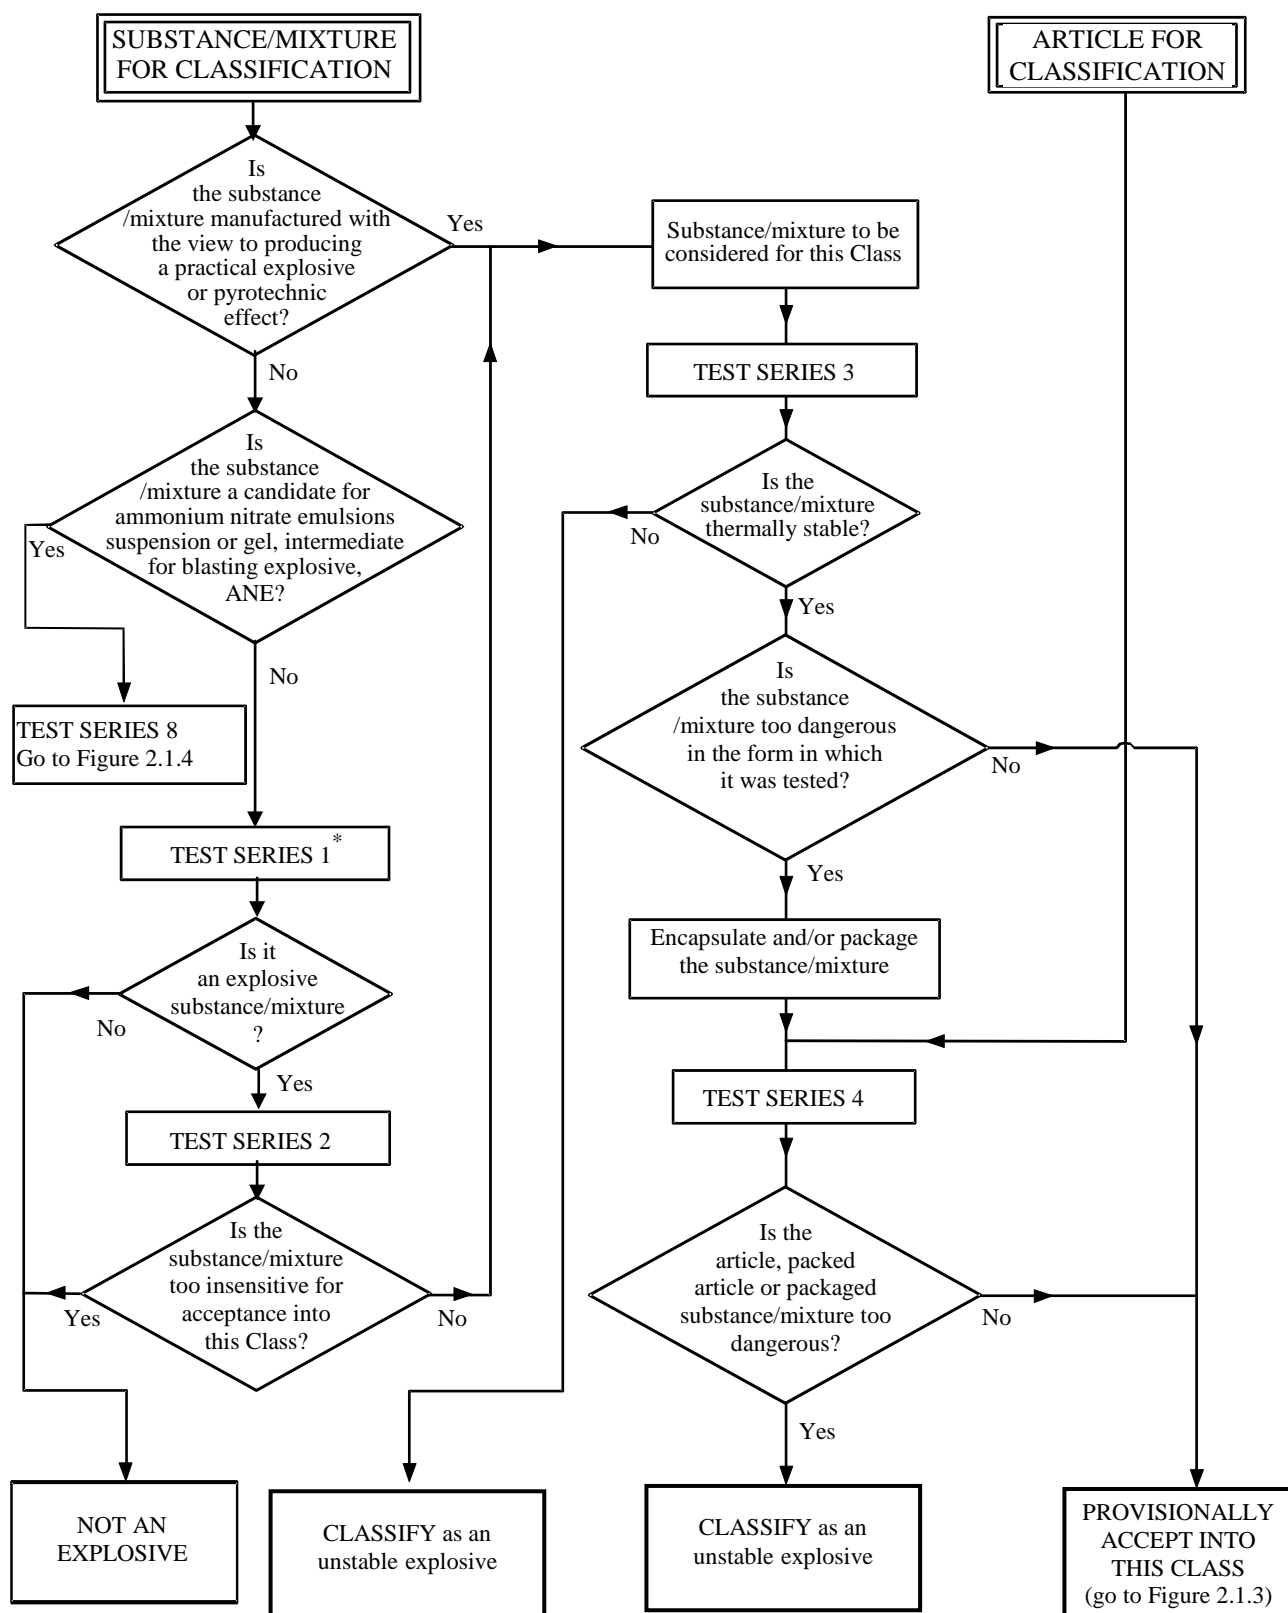 SUBSTANCE/MIXTURE
FOR CLASSIFICATION
ARTICLE FOR
CLASSIFICATION
Is
the substance
/mixture manufactured with
the view to producing
a practical explosive
or pyrotechnic
effect?
Yes
No
Substance/mixture to be
considered for this Class
TEST SERIES 3
Is
the substance
/mixture a candidate for
ammonium nitrate emulsions
suspension or gel, intermediate
for blasting explosive,
ANE?
Yes
No
Is the
substance/mixture
thermally stable?
No
Yes
TEST SERIES 8
Go to Figure 2.1.4
Is
the substance
/mixture too dangerous
in the form in which
it was tested?
No
Yes
TEST SERIES 1*
Encapsulate and/or package
the substance/mixture
Is it
an explosive
substance/mixture
?
No
Yes
TEST SERIES 2
TEST SERIES 4
Is the
substance/mixture
too insensitive for
acceptance into
this Class?
Yes
No
Is the
article, packed
article or packaged
substance/mixture too
dangerous?
No
Yes
NOT AN
EXPLOSIVE
CLASSIFY as an
unstable explosive
CLASSIFY as an
unstable explosive
PROVISIONALLY
ACCEPT INTO
THIS CLASS
(go to Figure 2.1.3)